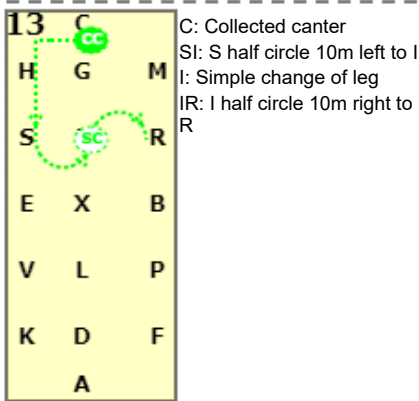 13 C
CC
H G M
S SC R
E X B
V L P
K D F
A
C: Collected canter
SI: S half circle 10m left to I
I: Simple change of leg
IR: I half circle 10m right to
R